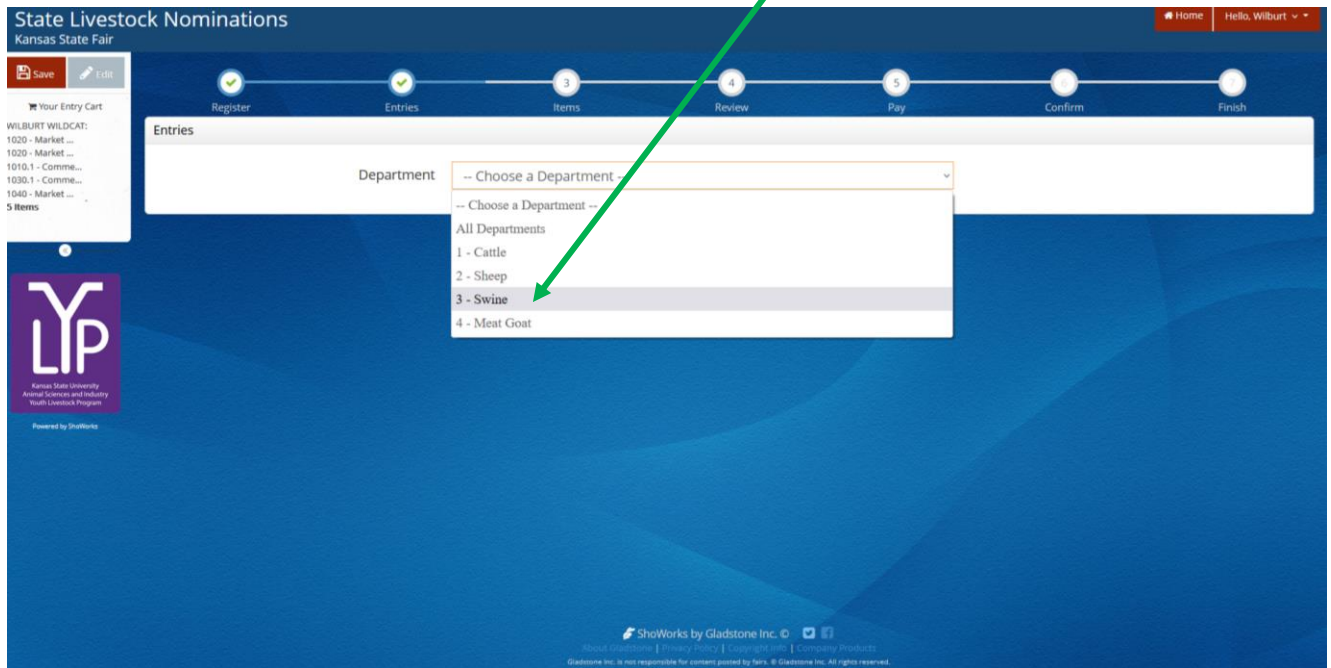 State Livestock Nominations
Kansas State Fair
Home
Hello, Wilburt
Save
Edit
Your Entry Cart
WILBURT WILDCAT:
1020 - Market ...
1020 - Market ...
1010.1 - Comme...
1030.1 - Comme...
1040 - Market ...
5 Items
Register
Entries
3
Items
4
Review
5
Pay
Confirm
Finish
Entries
Department
-- Choose a Department --
-- Choose a Department --
All Departments
1 - Cattle
2 - Sheep
3 - Swine
4 - Meat Goat
YLP
Kansas State University
Animal Sciences and Industry
Youth Livestock Program
Powered by ShoWorks
ShoWorks by Gladstone Inc. ©
About Gladstone | Privacy Policy | Copyright Info | Company Products
Gladstone Inc. is not responsible for content posted by fairs. © Gladstone Inc. All rights reserved.